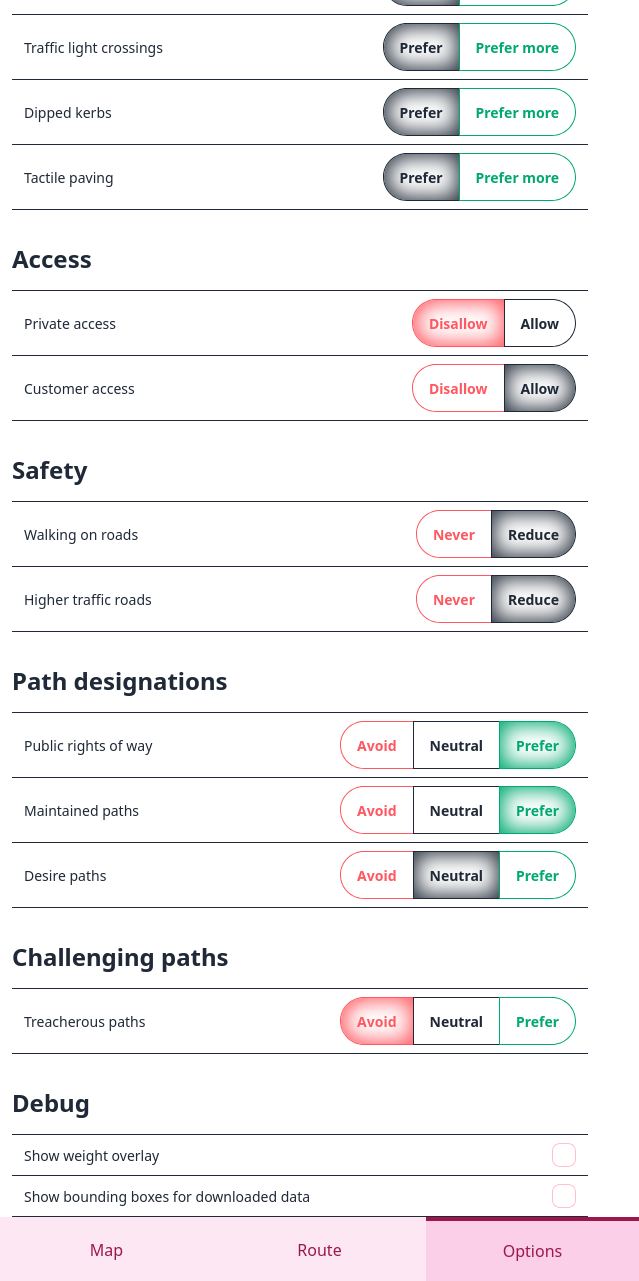 Traffic light crossings Prefer Prefer more
Dipped kerbs Prefer Prefer more
Tactile paving Prefer Prefer more
Access
Private access Disallow Allow
Customer access Disallow Allow
Safety
Walking on roads Never Reduce
Higher traffic roads Never Reduce
Path designations
Public rights of way Avoid Neutral Prefer
Maintained paths Avoid Neutral Prefer
Desire paths Avoid Neutral Prefer
Challenging paths
Treacherous paths Avoid Neutral Prefer
Debug
Show weight overlay
Show bounding boxes for downloaded data
Map Route Options